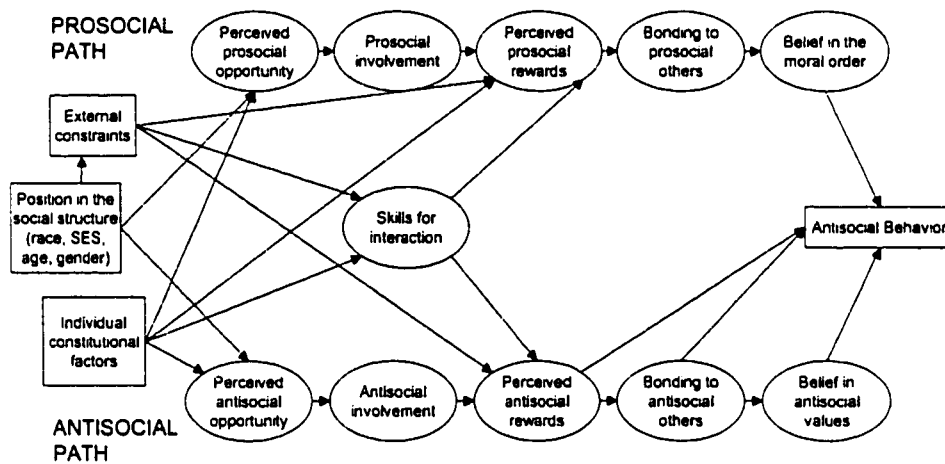 PROSOCIAL
PATH
Perceived
prosocial
opportunity
Prosocial
involvement
Perceived
prosocial
rewards
Bonding to
prosocial
others
Belief in the
moral order
External
constraints
Position in the
social structure
(race, SES,
age, gender)
Skills for
interaction
Antisocial Behavior
Individual
constitutional
factors
Perceived
antisocial
opportunity
Antisocial
involvement
Perceived
antisocial
rewards
Bonding to
antisocial
others
Belief in
antisocial
values
ANTISOCIAL
PATH